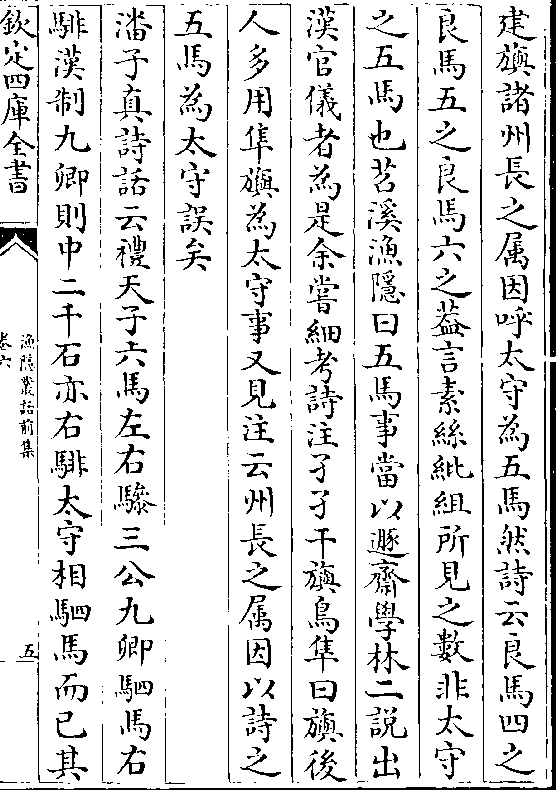 建旟諸州長之属因呼太守為五馬然詩云良馬四之
良馬五之良馬六之葢言素絲紕組所見之數非太守
之五馬也苕溪漁隱曰五馬事當以遯齋學林二說出
漢官儀者為是余嘗細考詩注孑孑干旟鳥隼曰旟後
人多用隼旟為太守事又見注云州長之属因以詩之
五馬為太守誤矣
潘子真詩話云禮天子六馬左右驂三公九卿駟馬右
騑漢制九卿則中二千石亦右騑太守相駟馬而已其
欽定四庫全書
漁隱叢話前集
卷六
五